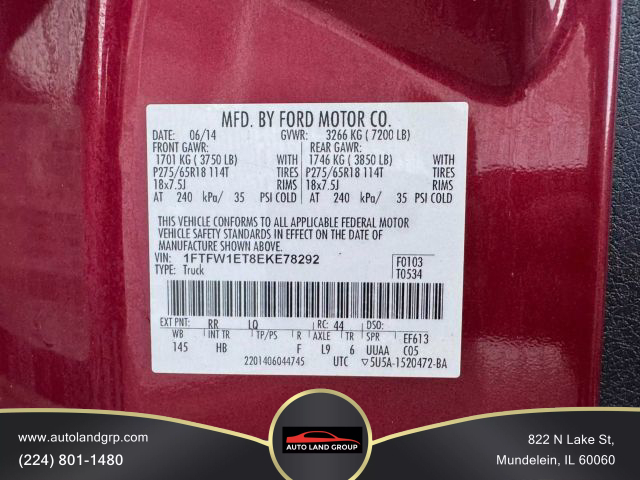 MFD. BY FORD MOTOR CO.
DATE: 06/14 GVWR: 3266 KG ( 7200 LB)
FRONT GAWR: REAR GAWR:
1701 KG ( 3750 LB) WITH 1746 KG ( 3850 LB) WITH
P275/65R18 114T TIRES P275/65R18 114T TIRES
18x7.5J RIMS 18x7.5J RIMS
AT 240 kPa/ 35 PSI COLD AT 240 kPa/ 35 PSI COLD
THIS VEHICLE CONFORMS TO ALL APPLICABLE FEDERAL MOTOR
VEHICLE SAFETY STANDARDS IN EFFECT ON THE DATE OF
MANUFACTURE SHOWN ABOVE.
VIN: 1FTFW1ET8EKE78292 F0103
TYPE: Truck T0534
EXT PNT: RR LQ RC: 44 DSO:
WB INT TR TP/PS R AXLE TR SPR EF613
145 HB F L9 6 UUAA C05
2201406044745 UTC ▽5U5A-1520472-BA
www.autolandgrp.com
(224) 801-1480
AUTO LAND GROUP
822 N Lake St,
Mundelein, IL 60060